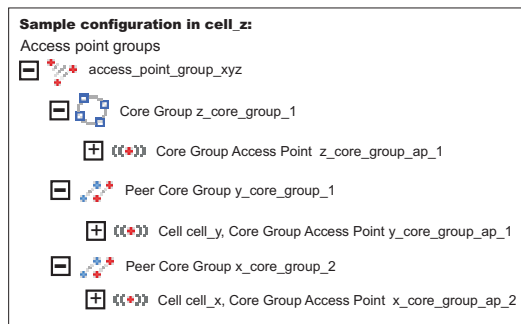 Sample configuration in cell_z:
Access point groups
access_point_group_xyz
Core Group z_core_group_1
Core Group Access Point z_core_group_ap_1
Peer Core Group y_core_group_1
Cell cell_y, Core Group Access Point y_core_group_ap_1
Peer Core Group x_core_group_2
Cell cell_x, Core Group Access Point x_core_group_ap_2